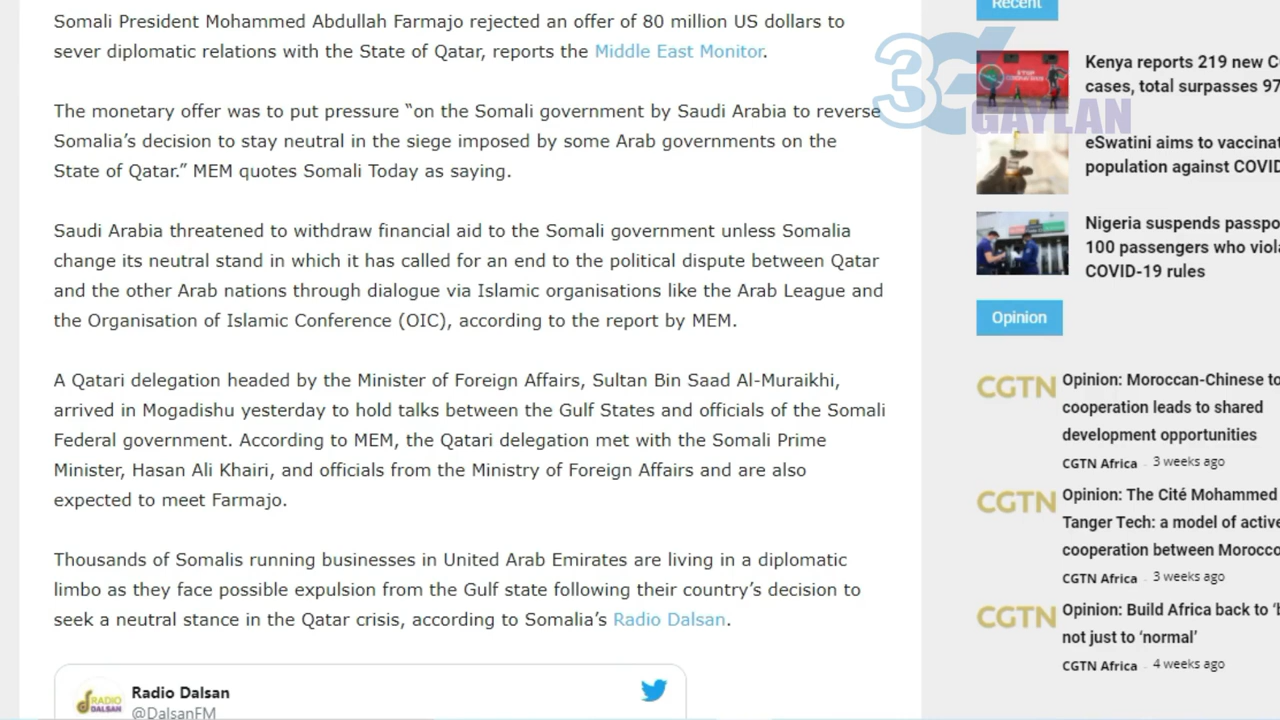 Somali President Mohammed Abdullah Farmajo rejected an offer of 80 million US dollars to
sever diplomatic relations with the State of Qatar, reports the Middle East Monitor.
The monetary offer was to put pressure “on the Somali government by Saudi Arabia to reverse
Somalia’s decision to stay neutral in the siege imposed by some Arab governments on the
State of Qatar.” MEM quotes Somali Today as saying.
Saudi Arabia threatened to withdraw financial aid to the Somali government unless Somalia
change its neutral stand in which it has called for an end to the political dispute between Qatar
and the other Arab nations through dialogue via Islamic organisations like the Arab League and
the Organisation of Islamic Conference (OIC), according to the report by MEM.
A Qatari delegation headed by the Minister of Foreign Affairs, Sultan Bin Saad Al-Muraikhi,
arrived in Mogadishu yesterday to hold talks between the Gulf States and officials of the Somali
Federal government. According to MEM, the Qatari delegation met with the Somali Prime
Minister, Hasan Ali Khairi, and officials from the Ministry of Foreign Affairs and are also
expected to meet Farmajo.
Thousands of Somalis running businesses in United Arab Emirates are living in a diplomatic
limbo as they face possible expulsion from the Gulf state following their country’s decision to
seek a neutral stance in the Qatar crisis, according to Somalia’s Radio Dalsan.
RADIO
DALSAN
Radio Dalsan
@DalsanFM
3G
GAYLAN
Recent
Kenya reports 219 new C
cases, total surpasses 97
eSwatini aims to vaccinat
population against COVID
Nigeria suspends passpo
100 passengers who viola
COVID-19 rules
Opinion
CGTN
Opinion: Moroccan-Chinese to
cooperation leads to shared
development opportunities
CGTN Africa - 3 weeks ago
CGTN
Opinion: The Cité Mohammed
Tanger Tech: a model of active
cooperation between Morocco
CGTN Africa - 3 weeks ago
CGTN
Opinion: Build Africa back to ‘b
not just to ‘normal’
CGTN Africa - 4 weeks ago